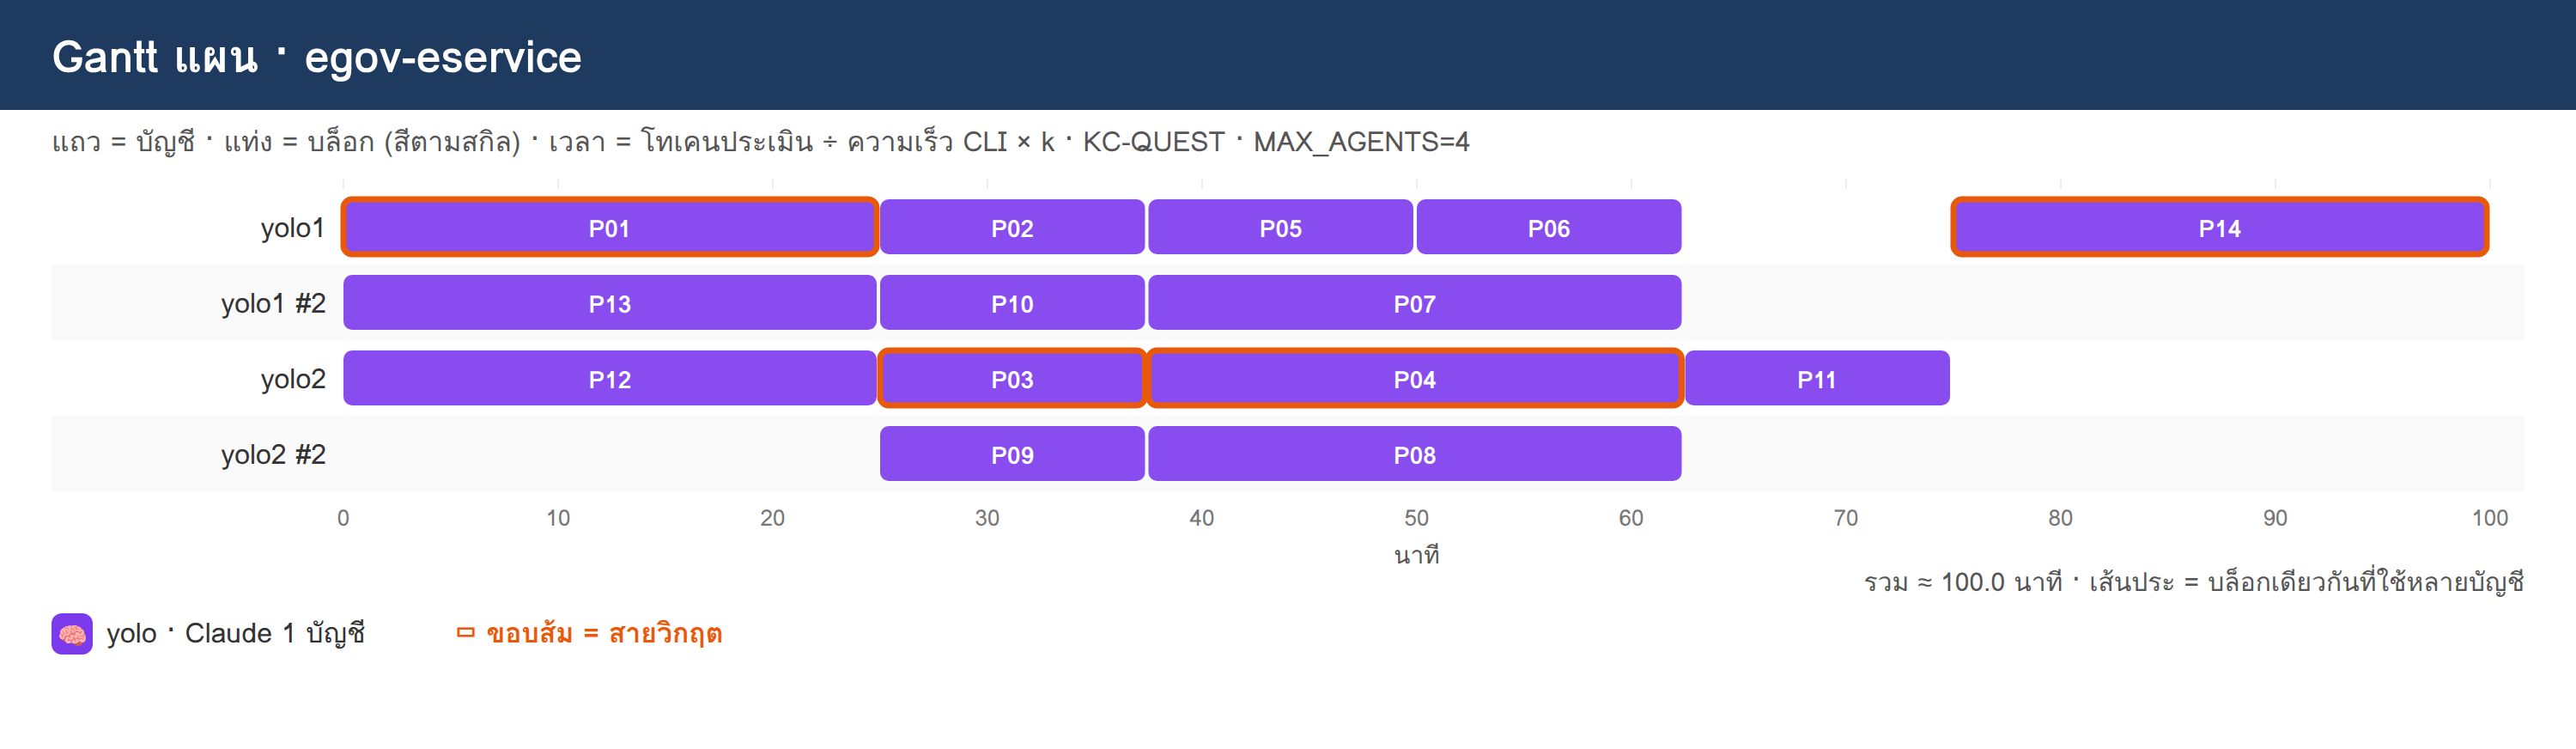 Gantt แผน · egov-eservice
แถว = บัญชี · แท่ง = บล็อก (สีตามสกิล) · เวลา = โทเคนประเมิน ÷ ความเร็ว CLI × k · KC-QUEST · MAX_AGENTS=4
yolo1 P01 P02 P05 P06 P14
yolo1 #2 P13 P10 P07
yolo2 P12 P03 P04 P11
yolo2 #2 P09 P08
0 10 20 30 40 50 60 70 80 90 100
นาที
รวม ≈ 100.0 นาที · เส้นประ = บล็อกเดียวกันที่ใช้หลายบัญชี
yolo · Claude 1 บัญชี ขอบส้ม = สายวิกฤต